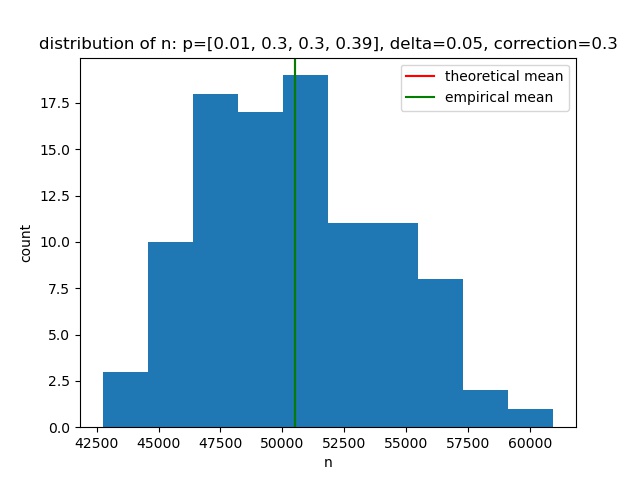 distribution of n: p=[0.01, 0.3, 0.3, 0.39], delta=0.05, correction=0.3
theoretical mean
empirical mean
17.5
15.0
12.5
10.0
7.5
5.0
2.5
0.0
count
42500 45000 47500 50000 52500 55000 57500 60000
n